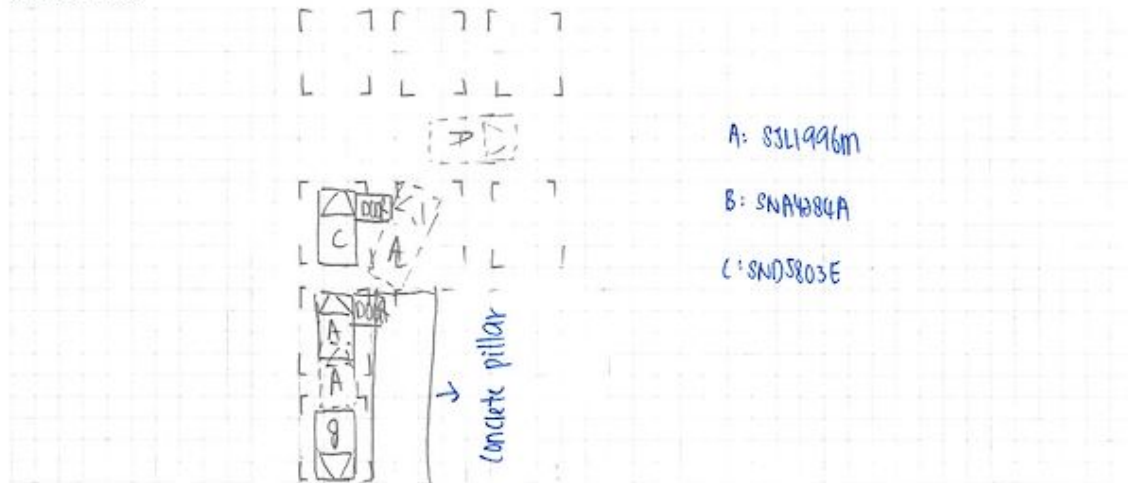 A: SJL1996m
B: SNA4384A
C: SND5803E
A
C
DOOR
A
DOOR
A
A
B
concrete pillar